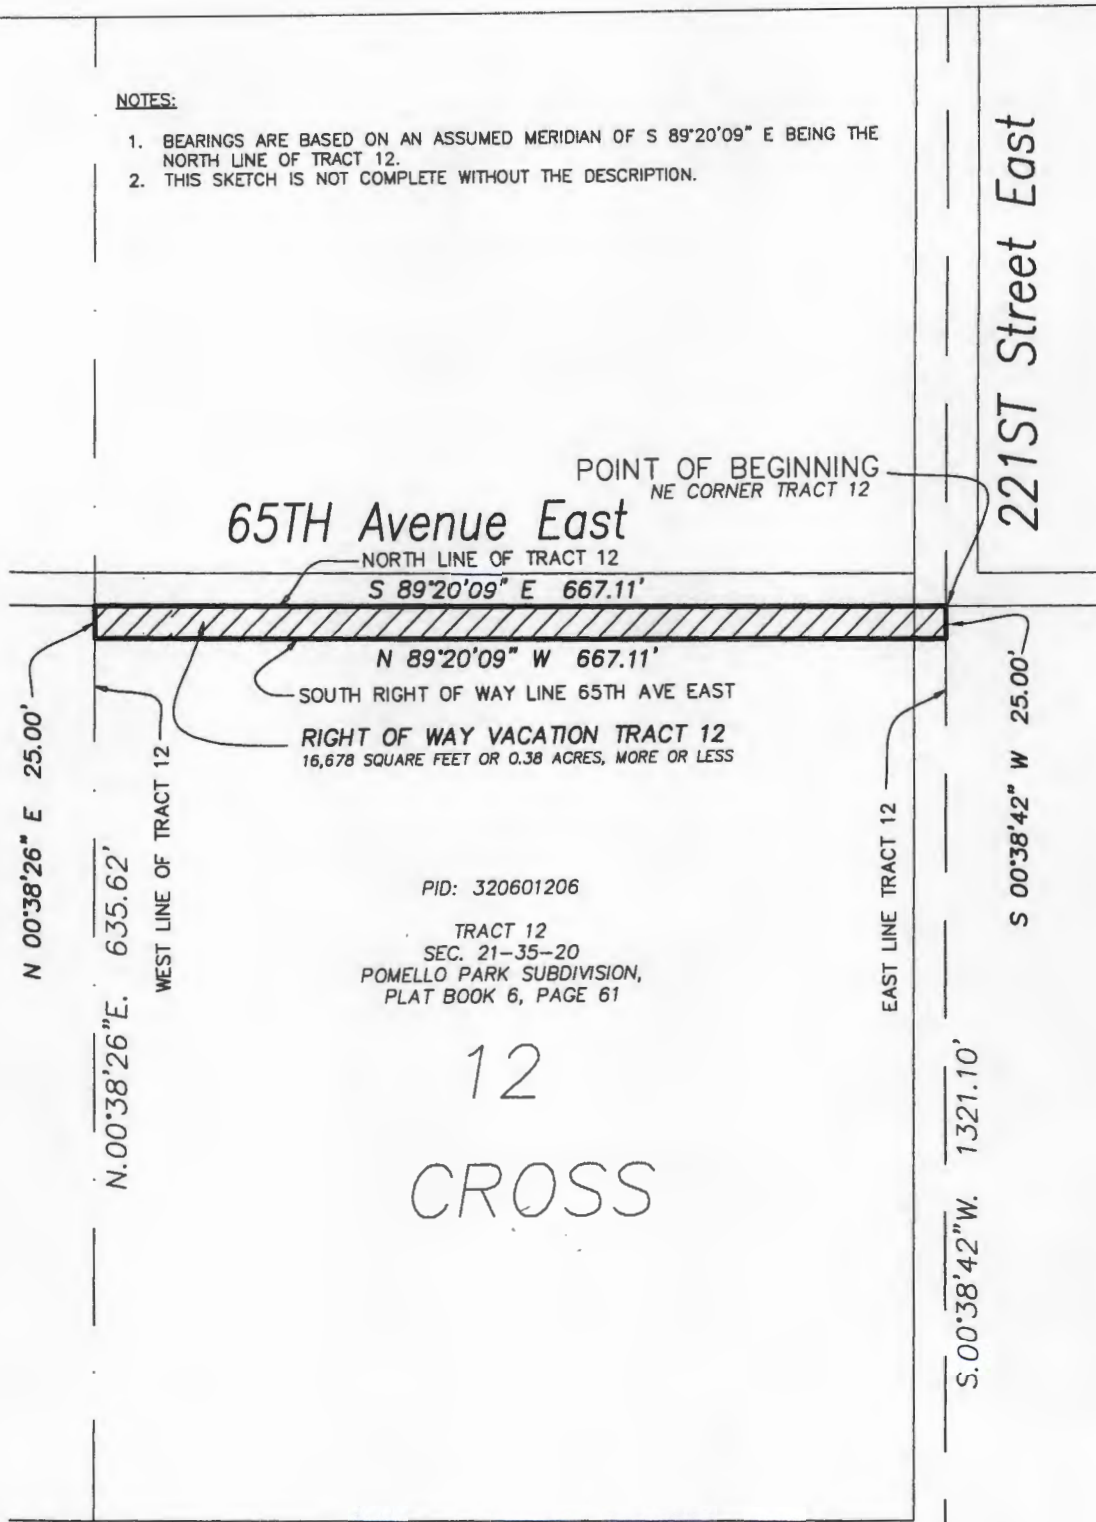 NOTES:
1. BEARINGS ARE BASED ON AN ASSUMED MERIDIAN OF S 89°20'09" E BEING THE
NORTH LINE OF TRACT 12.
2. THIS SKETCH IS NOT COMPLETE WITHOUT THE DESCRIPTION.
221ST Street East
POINT OF BEGINNING
NE CORNER TRACT 12
65TH Avenue East
NORTH LINE OF TRACT 12
S 89°20'09" E 667.11'
N 89°20'09" W 667.11'
SOUTH RIGHT OF WAY LINE 65TH AVE EAST
RIGHT OF WAY VACATION TRACT 12
16,678 SQUARE FEET OR 0.38 ACRES, MORE OR LESS
N 00°38'26" E 25.00'
N.00°38'26"E. 635.62'
WEST LINE OF TRACT 12
PID: 320601206
TRACT 12
SEC. 21-35-20
POMELLO PARK SUBDIVISION,
PLAT BOOK 6, PAGE 61
12
CROSS
EAST LINE TRACT 12
S 00°38'42" W 25.00'
S.00°38'42"W. 1321.10'